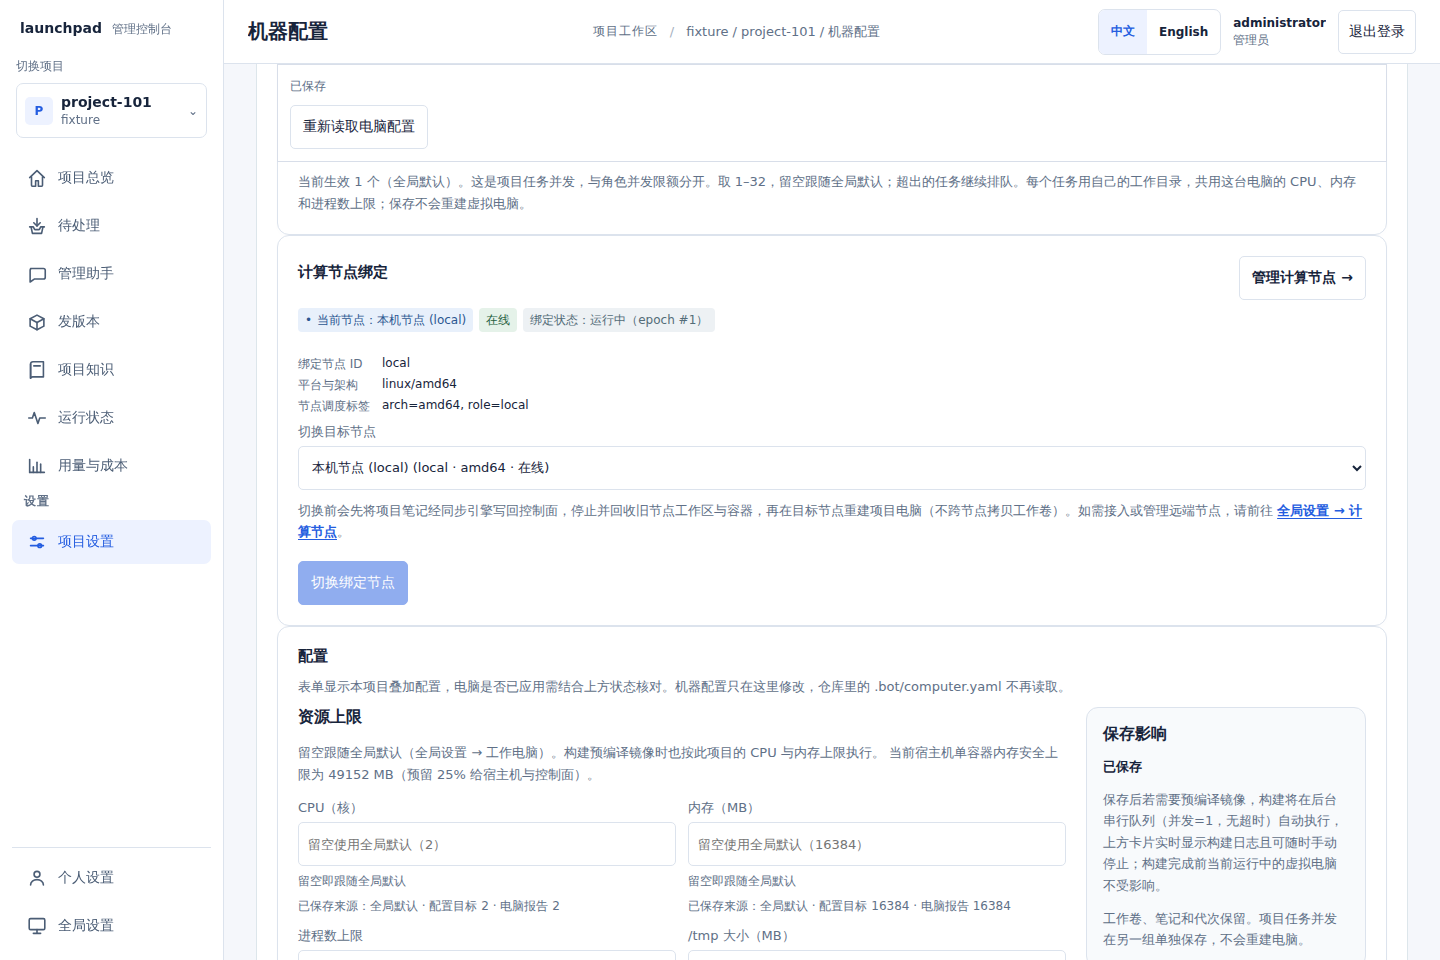 launchpad 管理控制台
切换项目
P
project-101
fixture
项目总览
待处理
管理助手
发版本
项目知识
运行状态
用量与成本
设置
项目设置
个人设置
全局设置
机器配置
项目工作区 / fixture / project-101 / 机器配置
中文
English
administrator
管理员
退出登录
已保存
重新读取电脑配置
当前生效 1 个（全局默认）。这是项目任务并发，与角色并发限额分开。取 1–32，留空跟随全局默认；超出的任务继续排队。每个任务用自己的工作目录，共用这台电脑的 CPU、内存
和进程数上限；保存不会重建虚拟电脑。
计算节点绑定
管理计算节点 →
• 当前节点：本机节点 (local)
在线
绑定状态：运行中（epoch #1）
绑定节点 ID local
平台与架构 linux/amd64
节点调度标签 arch=amd64, role=local
切换目标节点
本机节点 (local) (local · amd64 · 在线)
切换前会先将项目笔记经同步引擎写回控制面，停止并回收旧节点工作区与容器，再在目标节点重建项目电脑（不跨节点拷贝工作卷）。如需接入或管理远端节点，请前往 全局设置 → 计
算节点。
切换绑定节点
配置
表单显示本项目叠加配置，电脑是否已应用需结合上方状态核对。机器配置只在这里修改，仓库里的 .bot/computer.yaml 不再读取。
资源上限
留空跟随全局默认（全局设置 → 工作电脑）。构建预编译镜像时也按此项目的 CPU 与内存上限执行。 当前宿主机单容器内存安全上
限为 49152 MB（预留 25% 给宿主机与控制面）。
CPU（核）
留空使用全局默认（2）
留空即跟随全局默认
已保存来源：全局默认 · 配置目标 2 · 电脑报告 2
内存（MB）
留空使用全局默认（16384）
留空即跟随全局默认
已保存来源：全局默认 · 配置目标 16384 · 电脑报告 16384
进程数上限
/tmp 大小（MB）
保存影响
已保存
保存后若需要预编译镜像，构建将在后台
串行队列（并发=1，无超时）自动执行，
上方卡片实时显示构建日志且可随时手动
停止；构建完成前当前运行中的虚拟电脑
不受影响。
工作卷、笔记和代次保留。项目任务并发
在另一组单独保存，不会重建电脑。